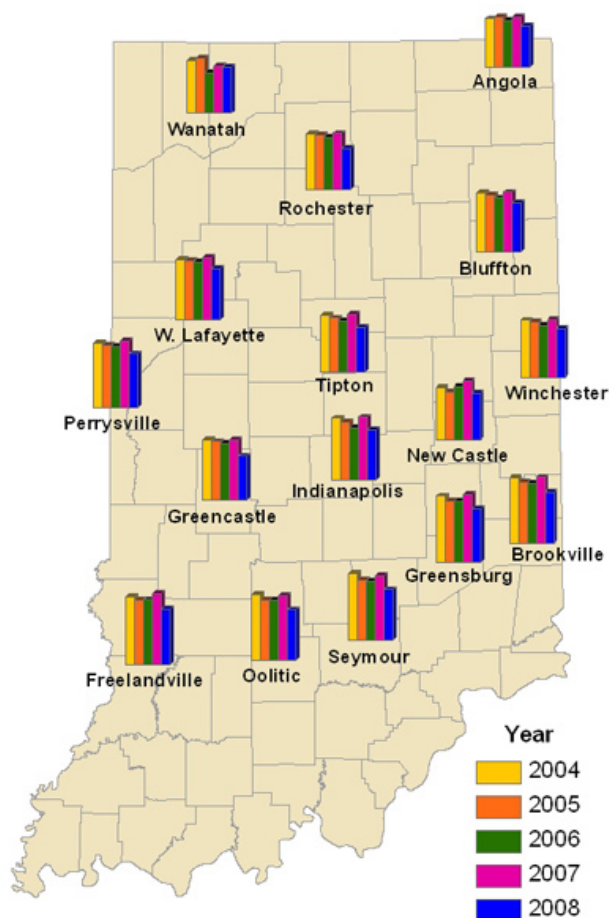 Angola
Wanatah
Rochester
Bluffton
W. Lafayette
Tipton
Winchester
Perrysville
New Castle
Indianapolis
Greencastle
Brookville
Greensburg
Seymour
Oolitic
Freelandville
Year
2004
2005
2006
2007
2008